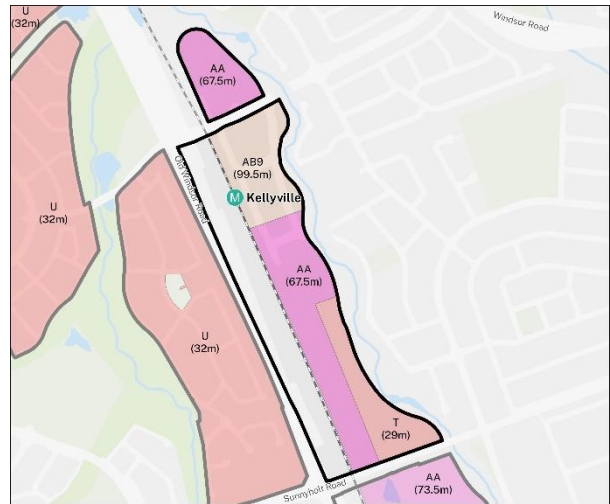 U
(32m)
Windsor Road
AA
(67.5m)
AB9
(99.5m)
Old Windsor Road
M Kellyville
U
(32m)
AA
(67.5m)
U
(32m)
T
(29m)
Sunnyholt Road
AA
(73.5m)